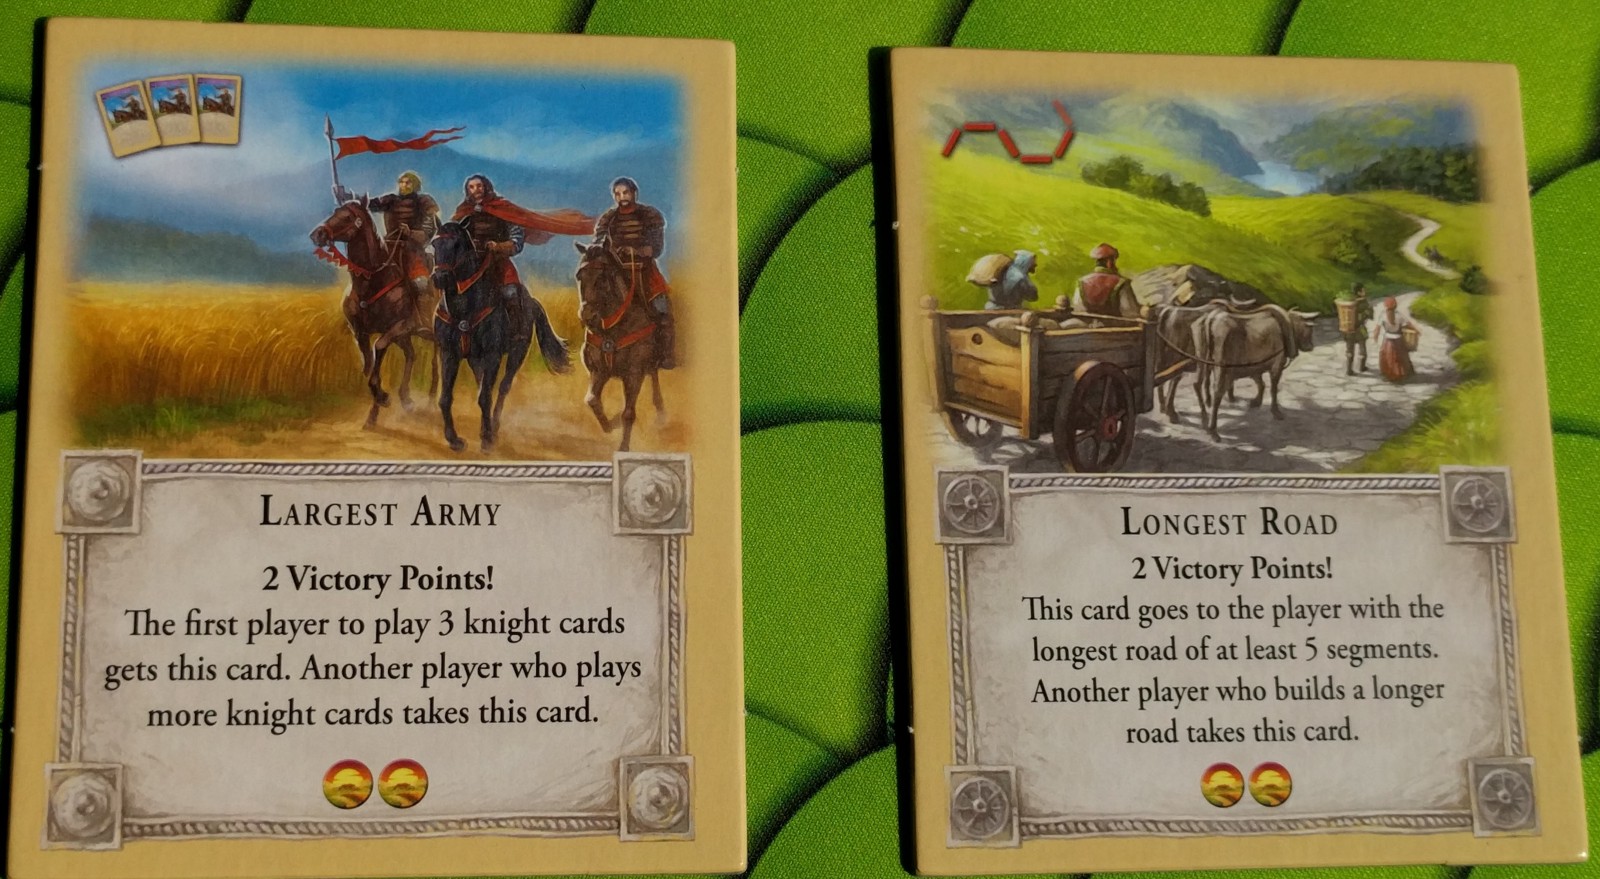 Largest Army
2 Victory Points!
The first player to play 3 knight cards
gets this card. Another player who plays
more knight cards takes this card.
Longest Road
2 Victory Points!
This card goes to the player with the
longest road of at least 5 segments.
Another player who builds a longer
road takes this card.